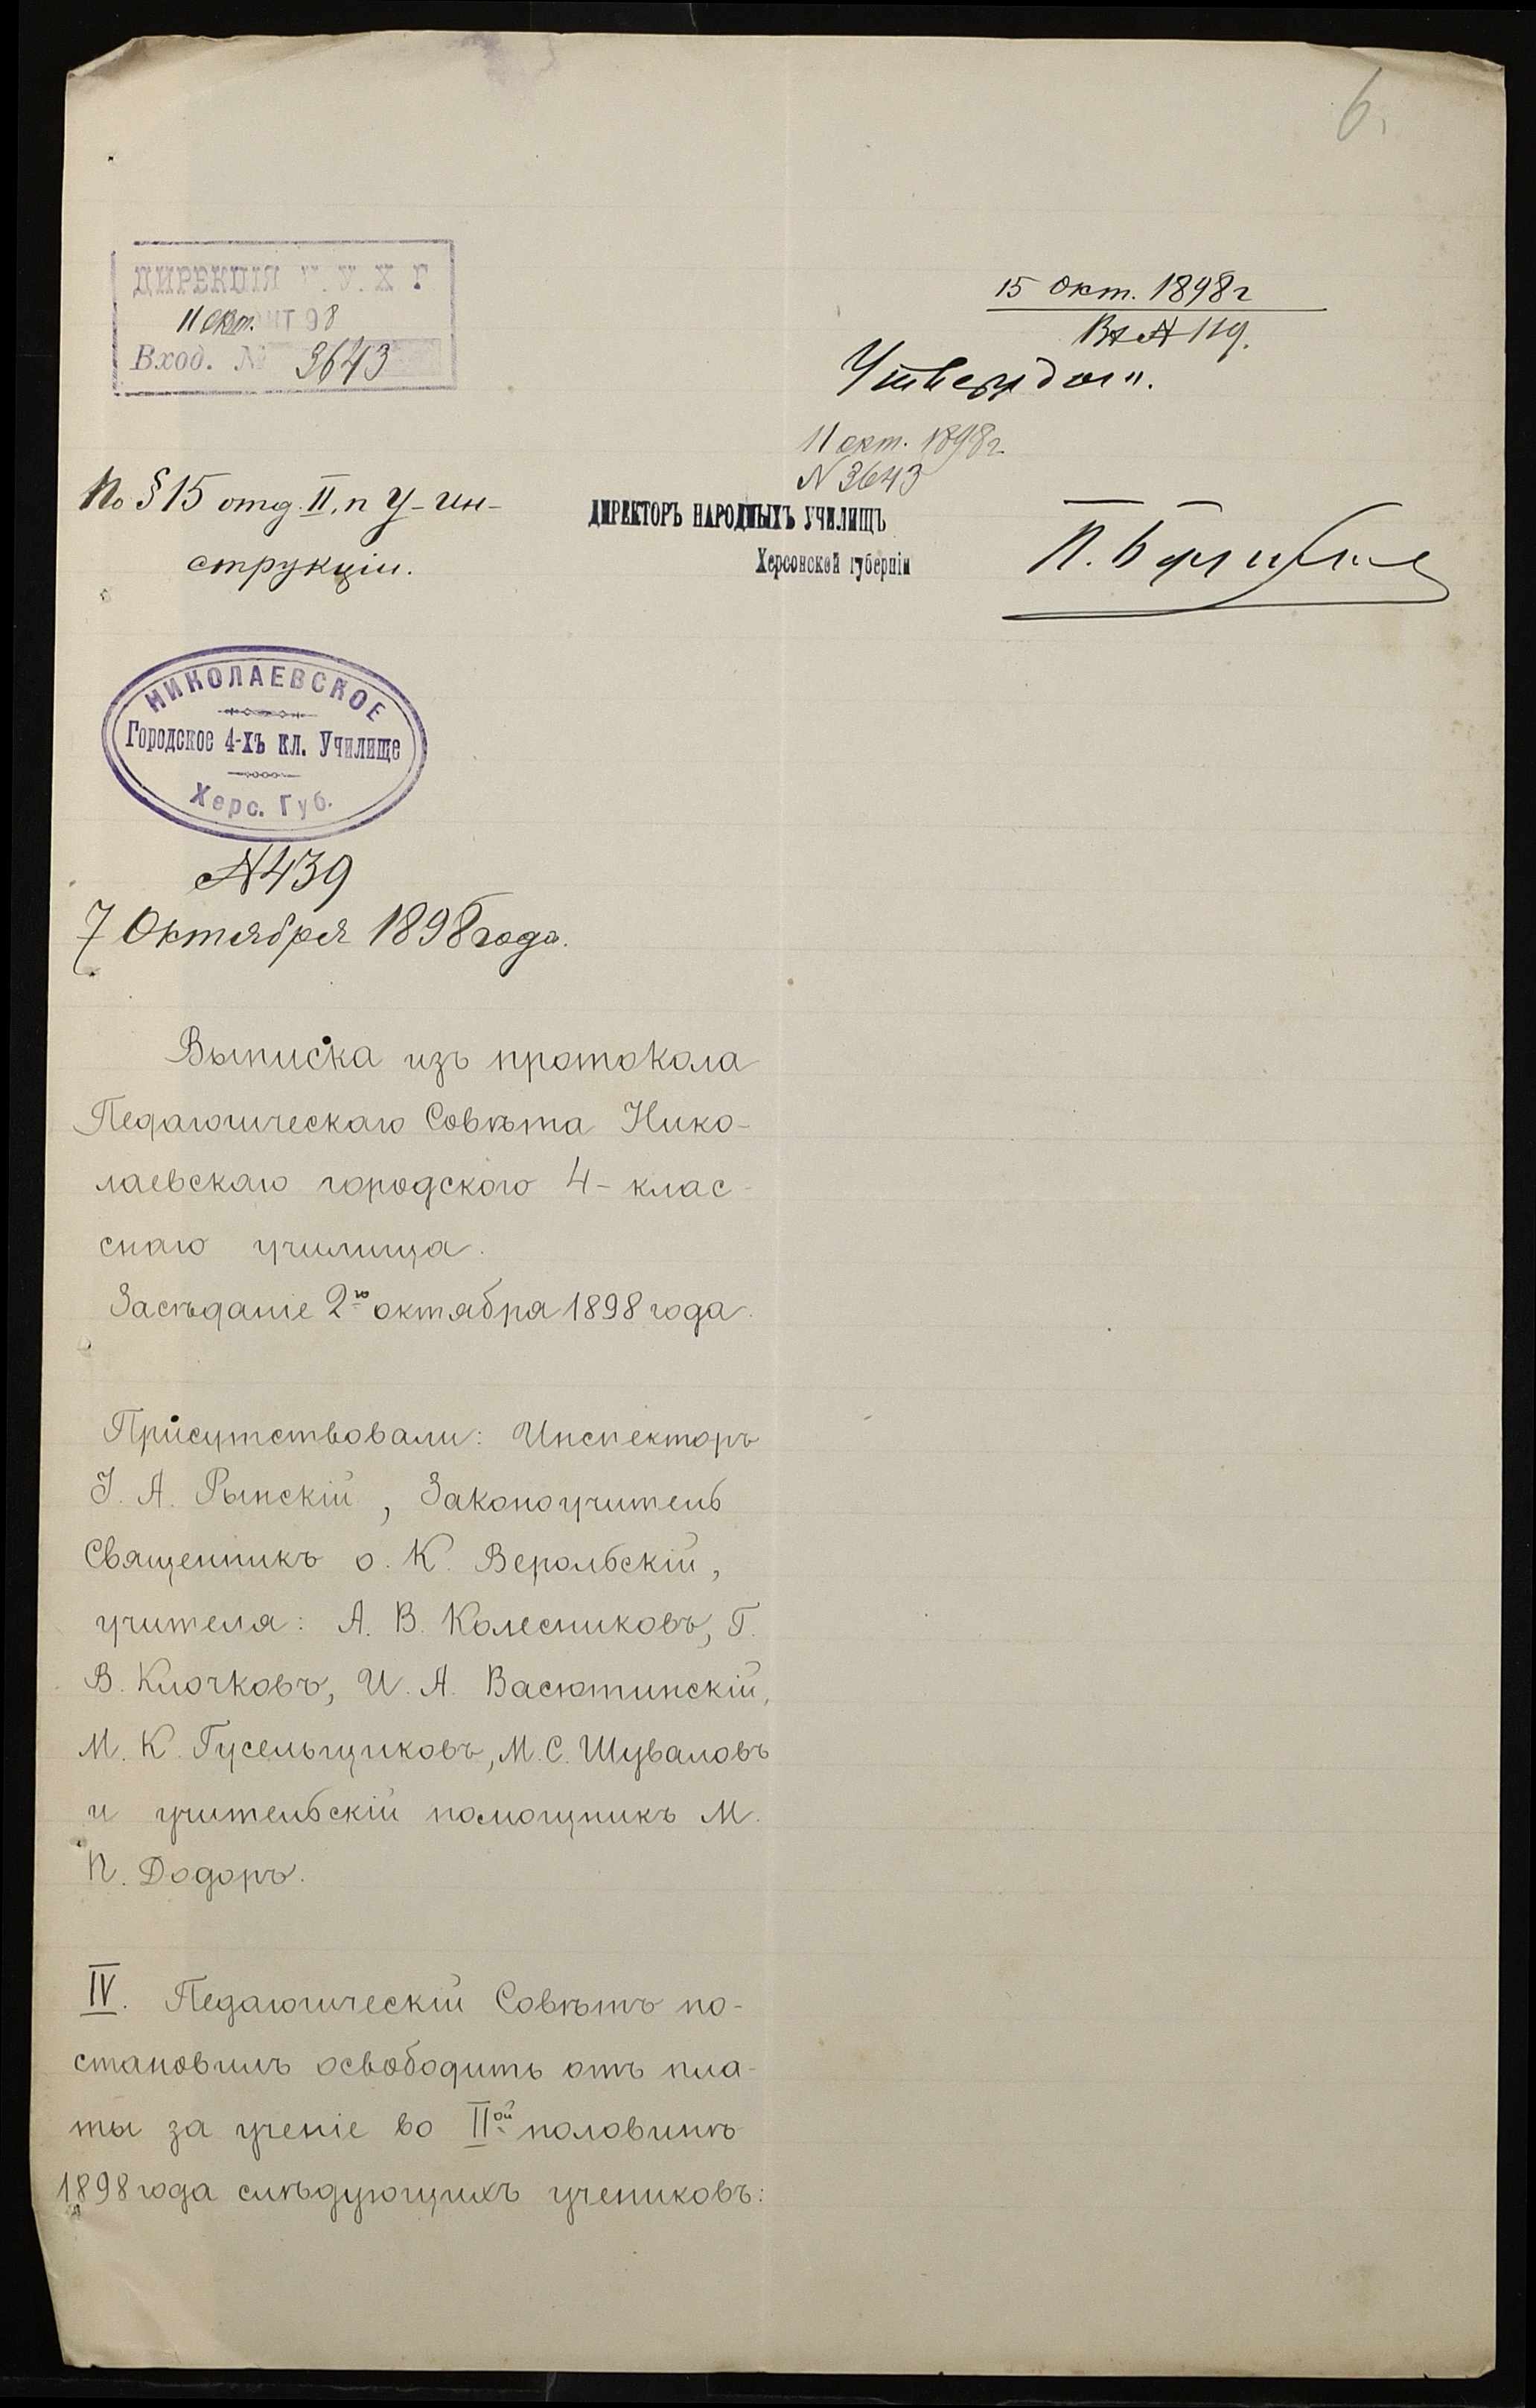 6.
ДИРЕКЦІЯ Н. У. Х Г
11 Окт. 98
Вход. № 3643
15 Окт. 1898 г
№ 119.
Утверждаю.
11 окт. 1898 г.
№ 3643
По § 15 отд. II, п У- ин-
струкціи.
ДИРЕКТОРЪ НАРОДНЫХЪ УЧИЛИЩЪ
Херсонской губерніи
НИКОЛАЕВСКОЕ
Городское 4-хъ кл. Училище
Херс. Губ.
№ 439
7 Октября 1898 года.
Выписка изъ протокола
Педагогическаго Совѣта Нико-
лаевскаго городского 4-клас-
снаго училища.
Засѣданіе 2го октября 1898 года.
Присутствовали: Инспекторъ
І. А. Рынскій, Законоучитель
Священникъ о. К. Верольскій,
учителя: А. В. Колесниковъ, Г.
В. Клочковъ, И. А. Васютинскій,
М. К. Гусельщиковъ, М. С. Шуваловъ
и учительскій помощникъ М.
П. Додоръ.
IV. Педагогическій Совѣтъ по-
становилъ освободить отъ пла-
ты за ученіе во IIой половинѣ
1898 года слѣдующихъ учениковъ: